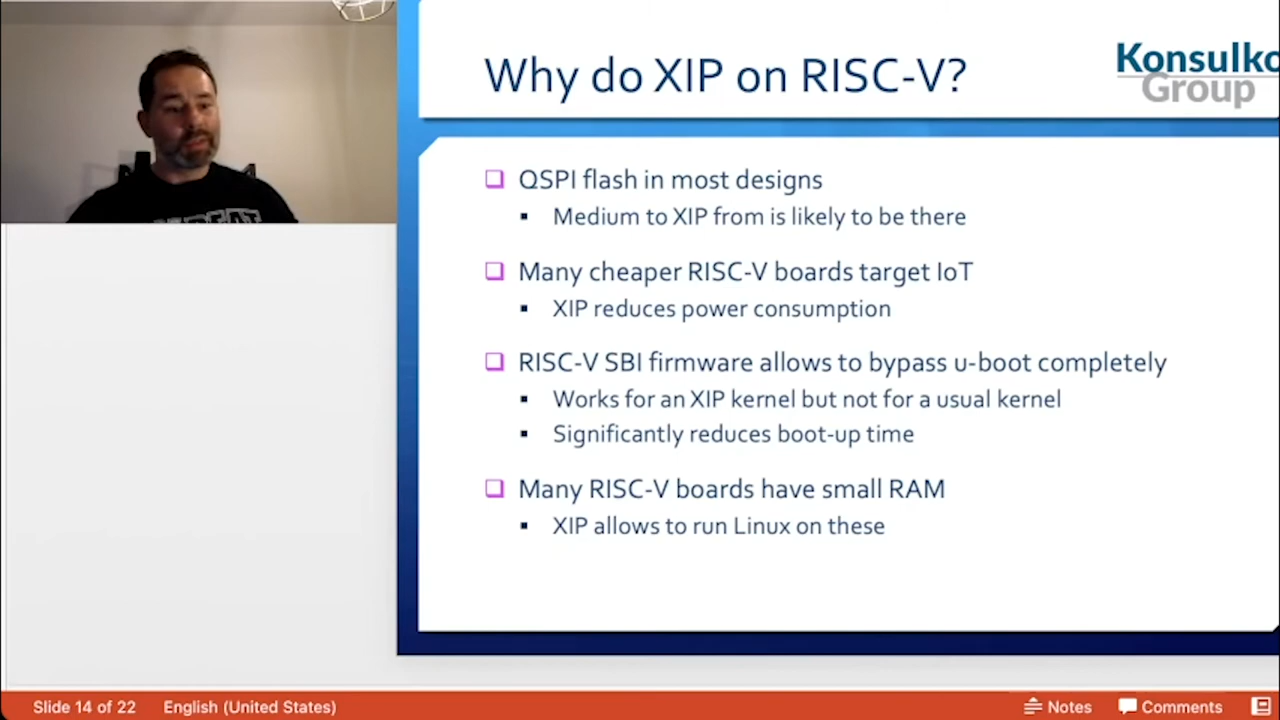 Why do XIP on RISC-V?
Konsulko
Group
QSPI flash in most designs
Medium to XIP from is likely to be there
Many cheaper RISC-V boards target IoT
XIP reduces power consumption
RISC-V SBI firmware allows to bypass u-boot completely
Works for an XIP kernel but not for a usual kernel
Significantly reduces boot-up time
Many RISC-V boards have small RAM
XIP allows to run Linux on these
Slide 14 of 22
English (United States)
Notes
Comments